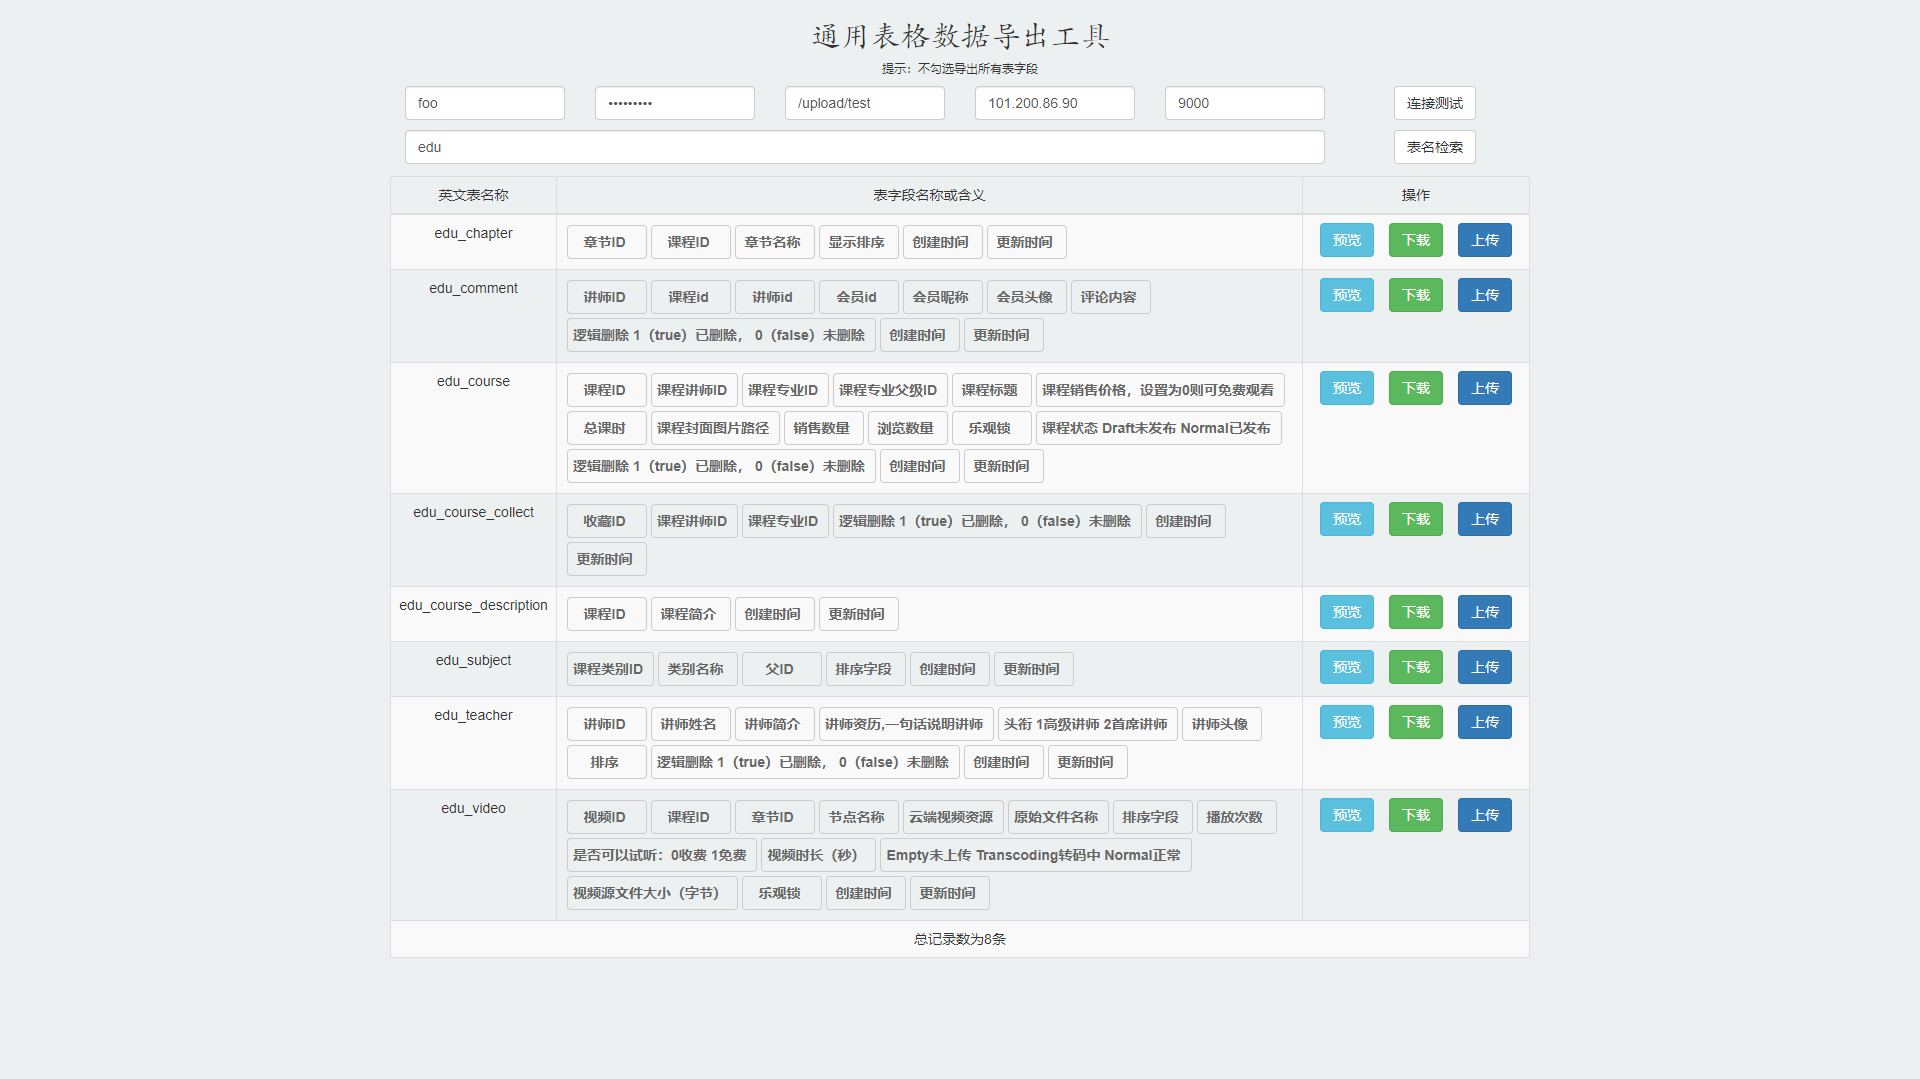 通用表格数据导出工具
提示：不勾选导出所有表字段
foo ••••••••• /upload/test 101.200.86.90 9000 连接测试
edu 表名检索
英文表名称 表字段名称或含义 操作
edu_chapter 章节ID 课程ID 章节名称 显示排序 创建时间 更新时间 预览 下载 上传
edu_comment 讲师ID 课程id 讲师id 会员id 会员昵称 会员头像 评论内容 预览 下载 上传
逻辑删除 1（true）已删除， 0（false）未删除 创建时间 更新时间
edu_course 课程ID 课程讲师ID 课程专业ID 课程专业父级ID 课程标题 课程销售价格，设置为0则可免费观看 预览 下载 上传
总课时 课程封面图片路径 销售数量 浏览数量 乐观锁 课程状态 Draft未发布 Normal已发布
逻辑删除 1（true）已删除， 0（false）未删除 创建时间 更新时间
edu_course_collect 收藏ID 课程讲师ID 课程专业ID 逻辑删除 1（true）已删除， 0（false）未删除 创建时间 预览 下载 上传
更新时间
edu_course_description 课程ID 课程简介 创建时间 更新时间 预览 下载 上传
edu_subject 课程类别ID 类别名称 父ID 排序字段 创建时间 更新时间 预览 下载 上传
edu_teacher 讲师ID 讲师姓名 讲师简介 讲师资历,一句话说明讲师 头衔 1高级讲师 2首席讲师 讲师头像 预览 下载 上传
排序 逻辑删除 1（true）已删除， 0（false）未删除 创建时间 更新时间
edu_video 视频ID 课程ID 章节ID 节点名称 云端视频资源 原始文件名称 排序字段 播放次数 预览 下载 上传
是否可以试听：0收费 1免费 视频时长（秒） Empty未上传 Transcoding转码中 Normal正常
视频源文件大小（字节） 乐观锁 创建时间 更新时间
总记录数为8条